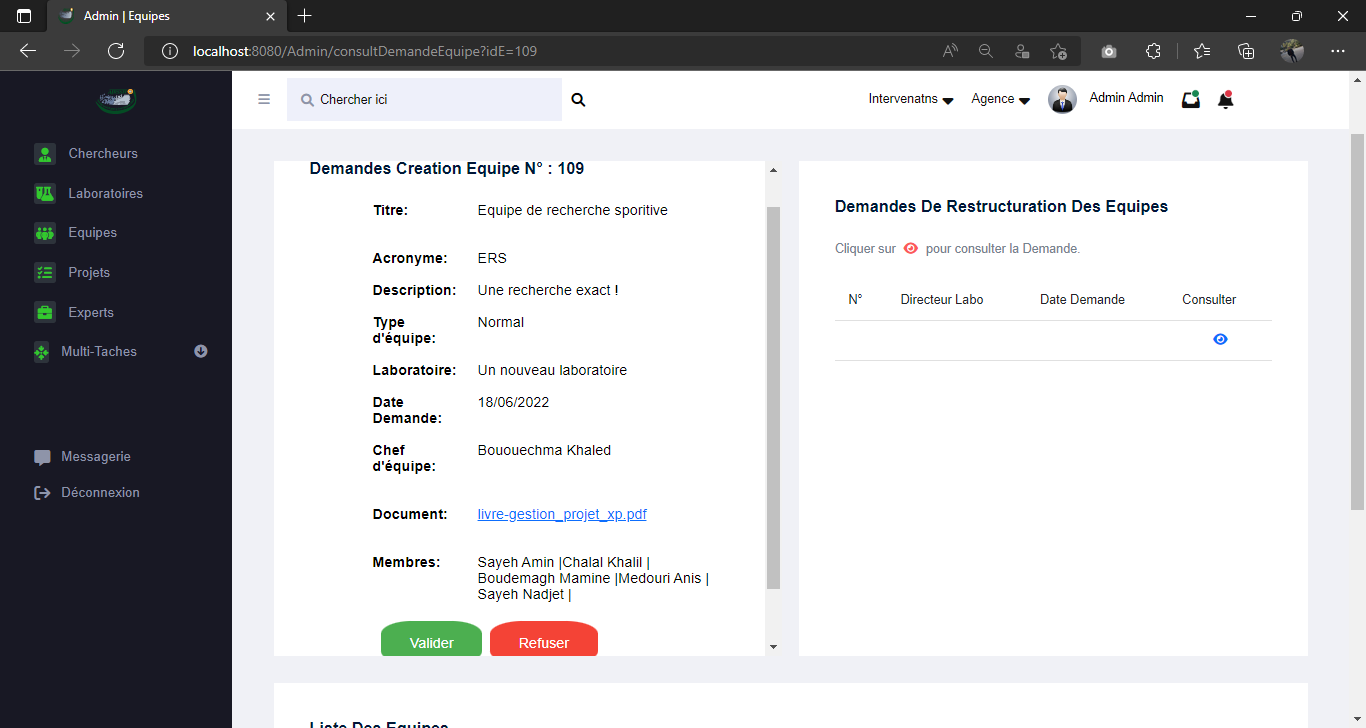 Admin | Equipes
localhost:8080/Admin/consultDemandeEquipe?idE=109
Chercher ici
Intervenatns
Agence
Admin Admin
Chercheurs
Laboratoires
Equipes
Projets
Experts
Multi-Taches
Messagerie
Déconnexion
Demandes Creation Equipe N° : 109
Titre: Equipe de recherche sporitive
Acronyme: ERS
Description: Une recherche exact !
Type Normal
d'équipe:
Laboratoire: Un nouveau laboratoire
Date 18/06/2022
Demande:
Chef Bououechma Khaled
d'équipe:
Document: livre-gestion_projet_xp.pdf
Membres: Sayeh Amin |Chalal Khalil |
Boudemagh Mamine |Medouri Anis |
Sayeh Nadjet |
Valider Refuser
Demandes De Restructuration Des Equipes
Cliquer sur pour consulter la Demande.
N° Directeur Labo Date Demande Consulter
Liste Des Equipes